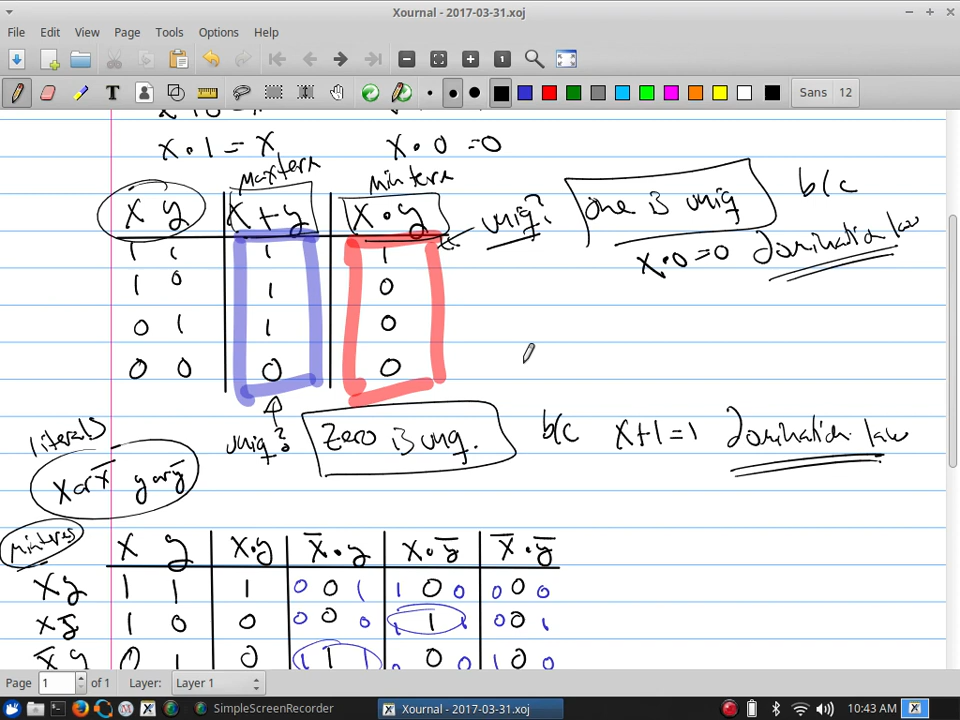 Xournal - 2017-03-31.xoj
File Edit View Page Tools Options Help
Sans 12
x • 1 = x x • 0 = 0
maxterm minterm
x y x + y x • y uniq? one is uniq b/c
x • 0 = 0 Domination law
1 1 1 1
1 0 1 0
0 1 1 0
0 0 0 0
uniq? Zero is uniq. b/c x + 1 = 1 Domination law
literals
x or x̅ y or y̅
minterms x y x • y x̅ • y x • y̅ x̅ • y̅
x y 1 1 1 0 0 1 1 0 0 0 0 0
x y̅ 1 0 0 0 0 0 1 1 1 0 0 1
x̅ y 0 1 0 1 1 1 0 0 0 1 0 0
Page 1 of 1 Layer: Layer 1
SimpleScreenRecorder Xournal - 2017-03-31.xoj 10:43 AM